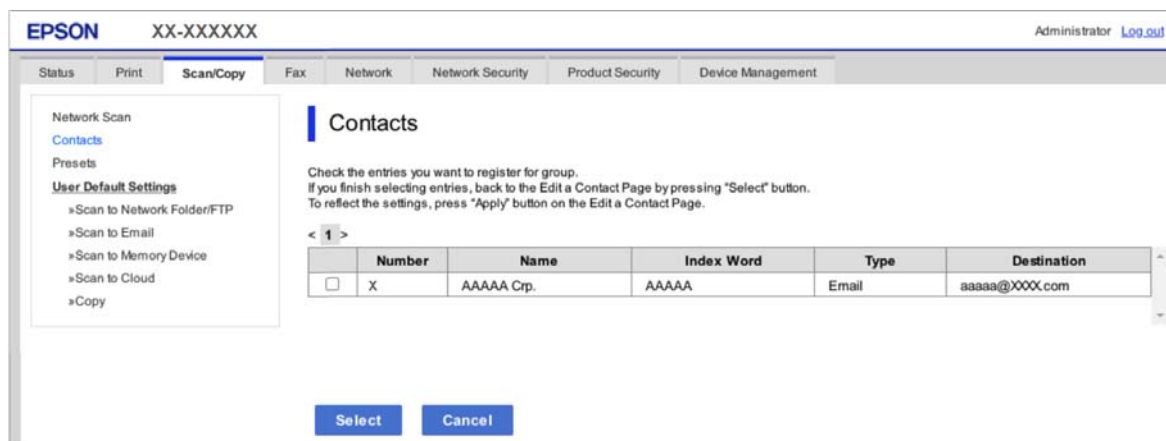 EPSON XX-XXXXXX Administrator Log out
Status Print Scan/Copy Fax Network Network Security Product Security Device Management
Network Scan
Contacts
Presets
User Default Settings
»Scan to Network Folder/FTP
»Scan to Email
»Scan to Memory Device
»Scan to Cloud
»Copy
Contacts
Check the entries you want to register for group.
If you finish selecting entries, back to the Edit a Contact Page by pressing "Select" button.
To reflect the settings, press "Apply" button on the Edit a Contact Page.
< 1 >
Number Name Index Word Type Destination
X AAAAA Crp. AAAAA Email aaaaa@XXXX.com
Select Cancel